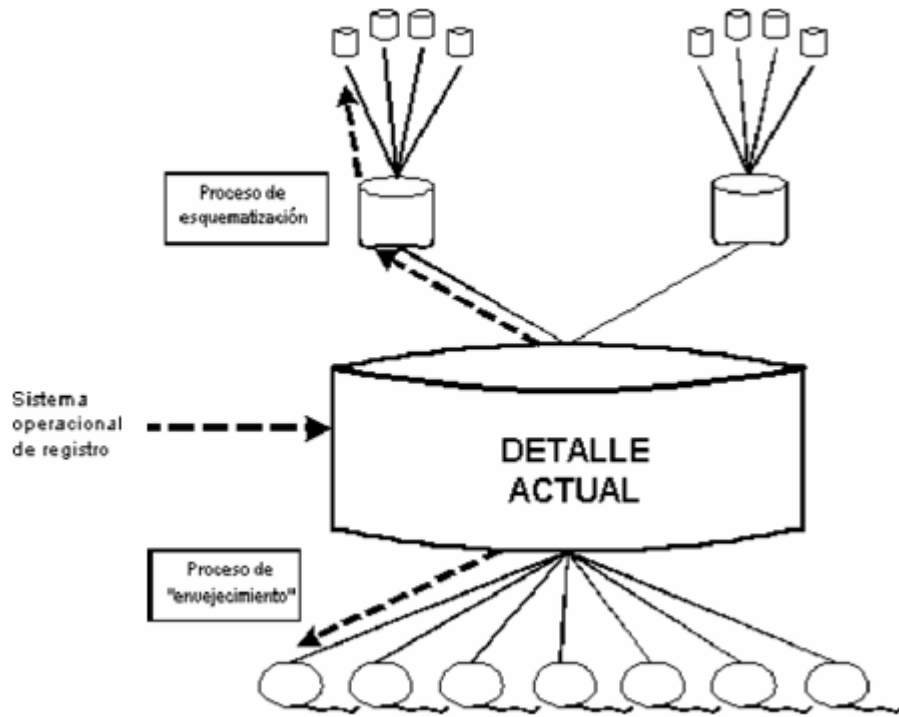 Proceso de
esquematización
Sistema
operacional
de registro
DETALLE
ACTUAL
Proceso de
"envejecimiento"